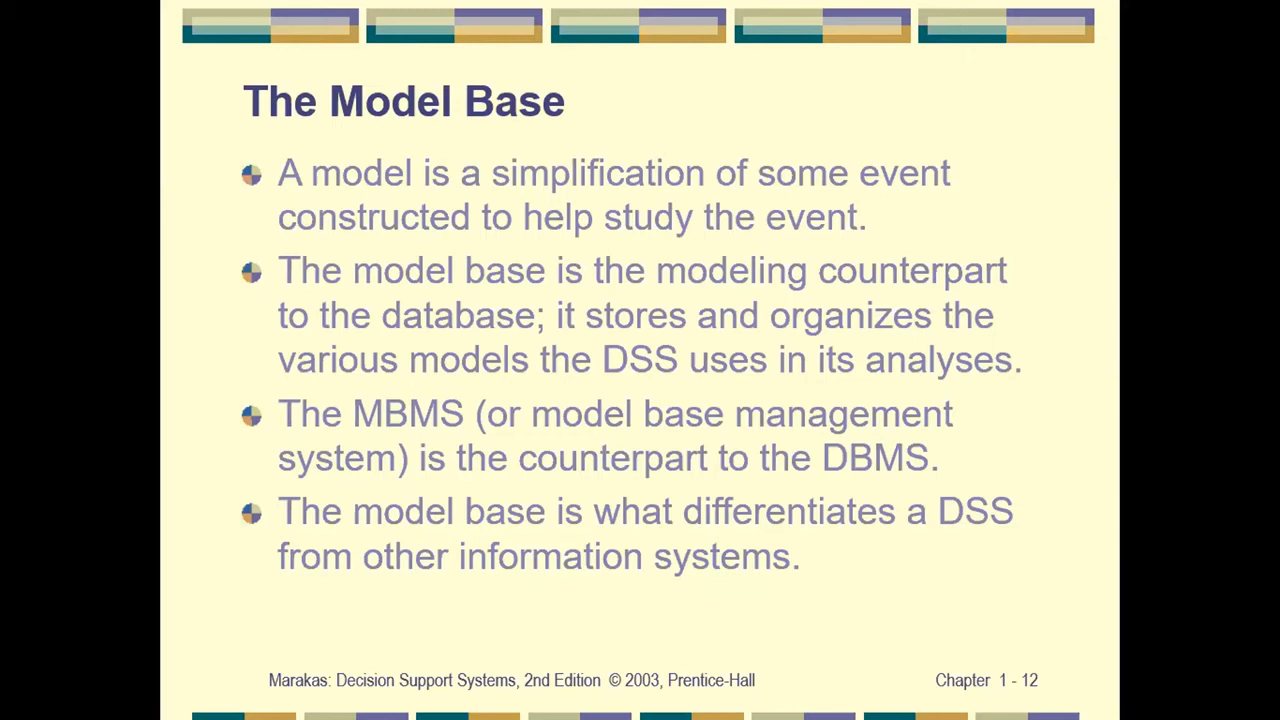 The Model Base
A model is a simplification of some event
constructed to help study the event.
The model base is the modeling counterpart
to the database; it stores and organizes the
various models the DSS uses in its analyses.
The MBMS (or model base management
system) is the counterpart to the DBMS.
The model base is what differentiates a DSS
from other information systems.
Marakas: Decision Support Systems, 2nd Edition © 2003, Prentice-Hall
Chapter 1 - 12